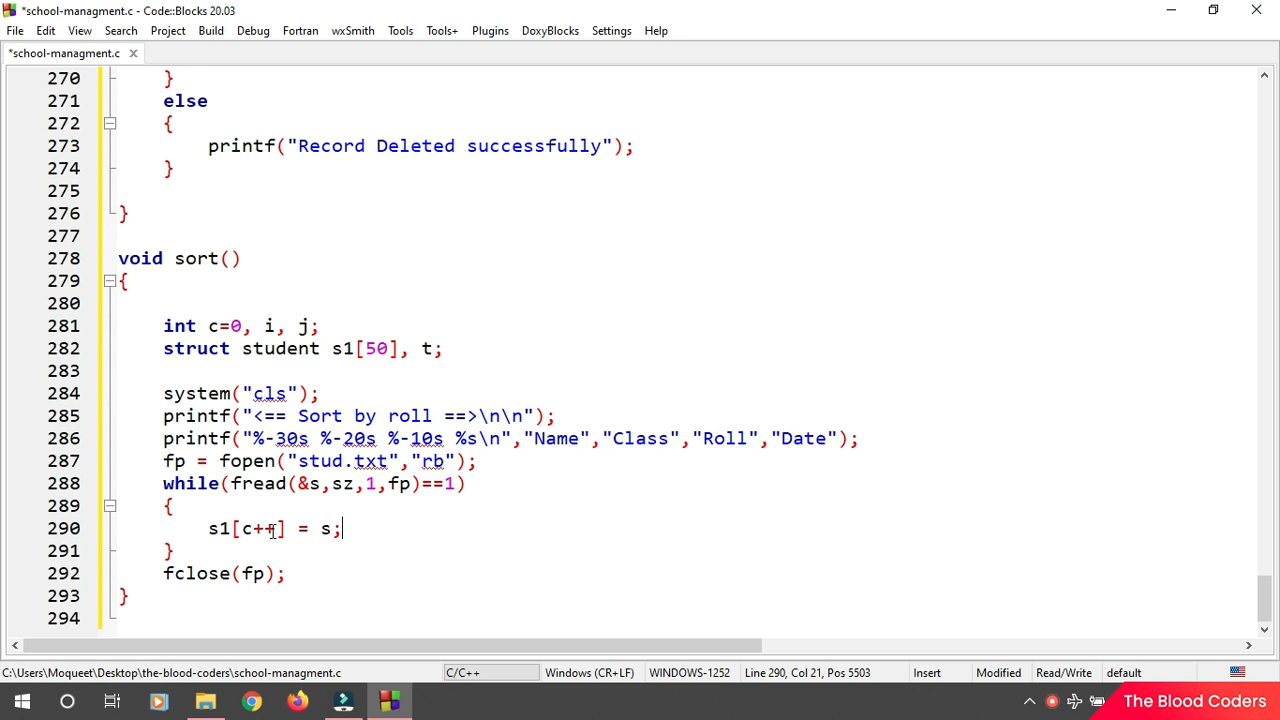 *school-managment.c - Code::Blocks 20.03
File Edit View Search Project Build Debug Fortran wxSmith Tools Tools+ Plugins DoxyBlocks Settings Help
*school-managment.c
270 }
271 else
272 {
273 printf("Record Deleted successfully");
274 }
275
276 }
277
278 void sort()
279 {
280
281 int c=0, i, j;
282 struct student s1[50], t;
283
284 system("cls");
285 printf("<== Sort by roll ==>\n\n");
286 printf("%-30s %-20s %-10s %s\n","Name","Class","Roll","Date");
287 fp = fopen("stud.txt","rb");
288 while(fread(&s,sz,1,fp)==1)
289 {
290 s1[c++] = s;
291 }
292 fclose(fp);
293 }
294
C:\Users\Moqueet\Desktop\the-blood-coders\school-managment.c C/C++ Windows (CR+LF) WINDOWS-1252 Line 290, Col 21, Pos 5503 Insert Modified Read/Write default
The Blood Coders